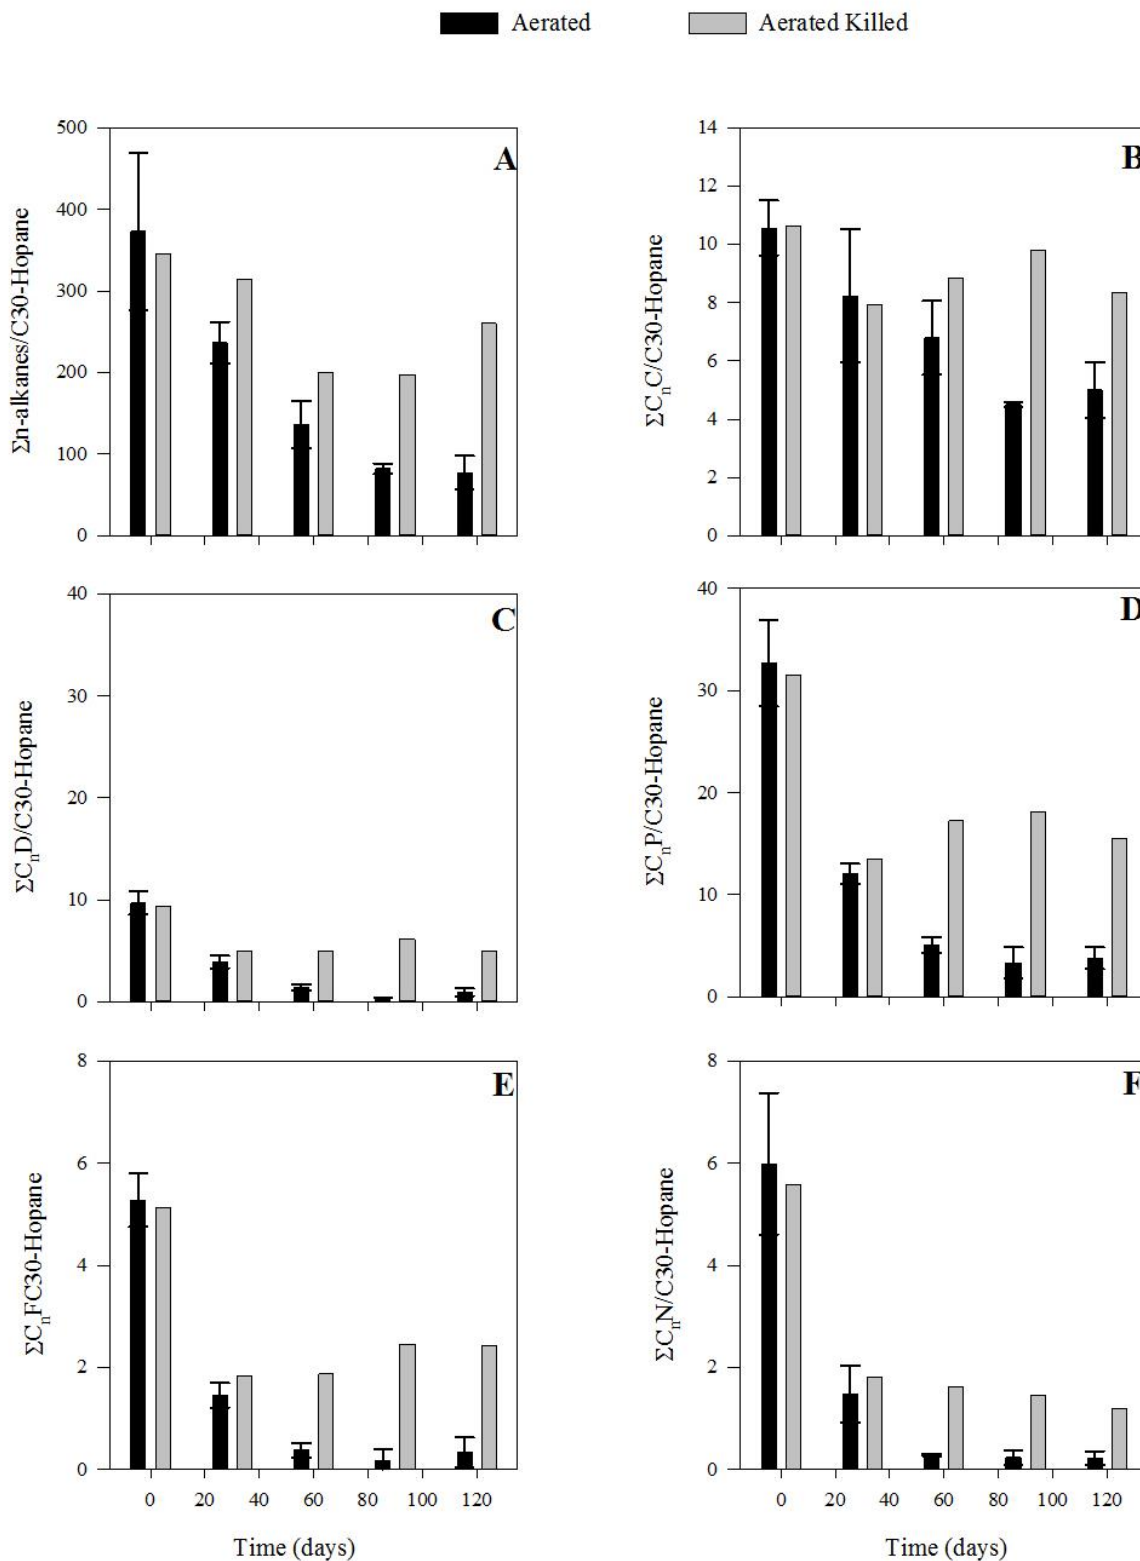 Aerated
Aerated Killed
A
Σn-alkanes/C30-Hopane
500
400
300
200
100
0
B
ΣCnC/C30-Hopane
14
12
10
8
6
4
2
0
C
ΣCnD/C30-Hopane
40
30
20
10
0
D
ΣCnP/C30-Hopane
40
30
20
10
0
E
ΣCnFC30-Hopane
8
6
4
2
0
0 20 40 60 80 100 120
Time (days)
F
ΣCnN/C30-Hopane
8
6
4
2
0
0 20 40 60 80 100 120
Time (days)